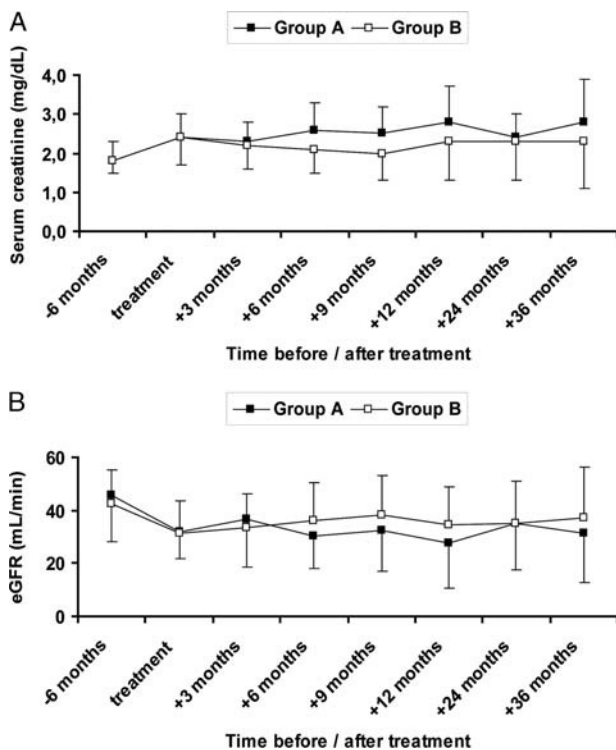 A
Group A Group B
Serum creatinine (mg/dL)
4,0
3,0
2,0
1,0
0,0
-6 months
treatment
+3 months
+6 months
+9 months
+12 months
+24 months
+36 months
Time before / after treatment
B
Group A Group B
eGFR (mL/min)
60
40
20
0
-6 months
treatment
+3 months
+6 months
+9 months
+12 months
+24 months
+36 months
Time before / after treatment